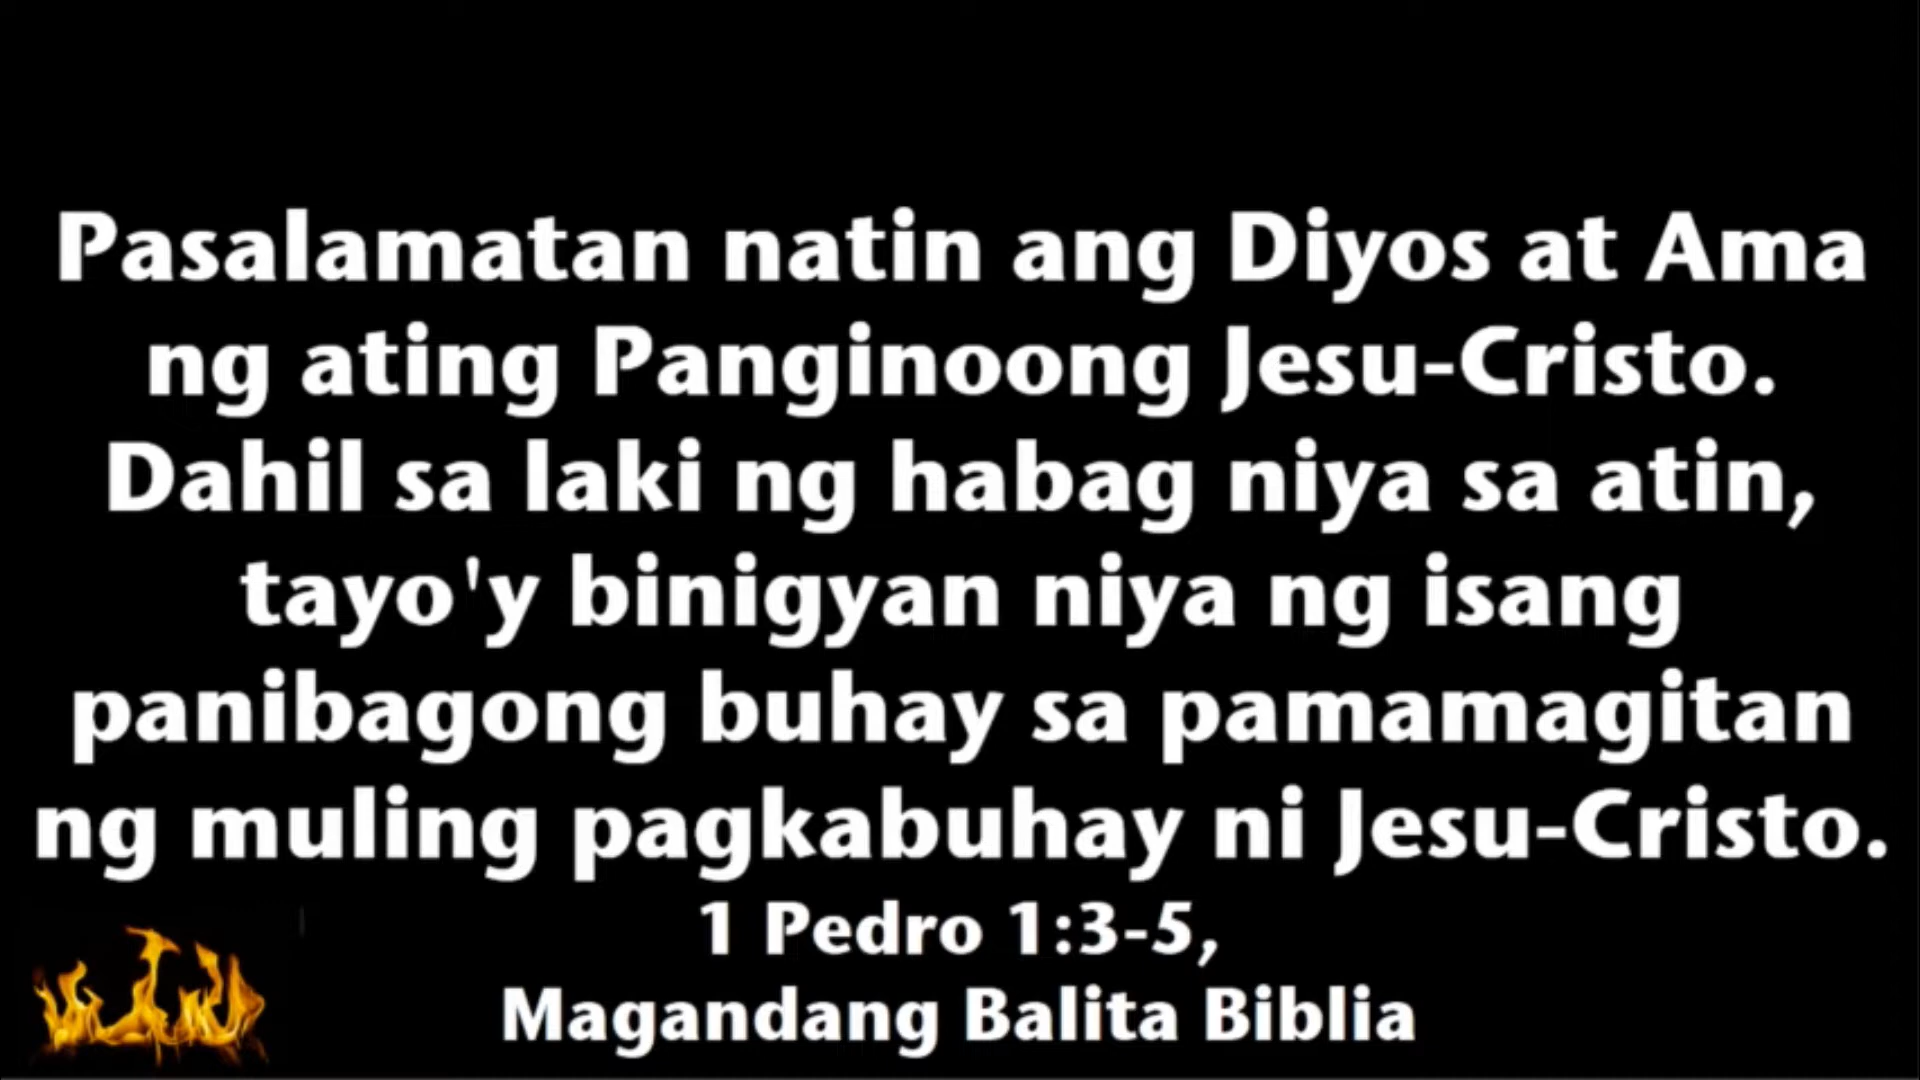 Pasalamatan natin ang Diyos at Ama
ng ating Panginoong Jesu-Cristo.
Dahil sa laki ng habag niya sa atin,
tayo'y binigyan niya ng isang
panibagong buhay sa pamamagitan
ng muling pagkabuhay ni Jesu-Cristo.
1 Pedro 1:3-5,
Magandang Balita Biblia